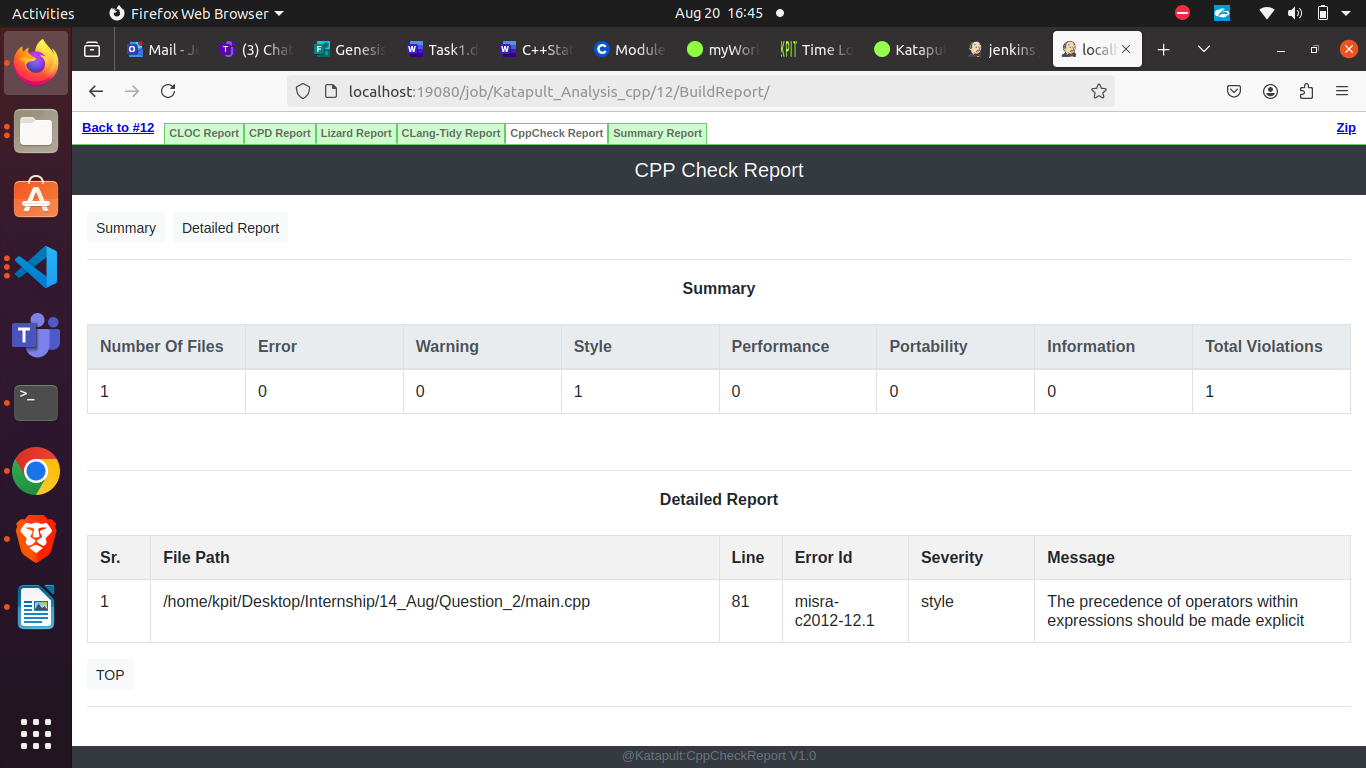 Activities Firefox Web Browser Aug 20 16:45
Mail - J (3) Chat Genesis Task1.d C++Sta Module myWorl KPIT Time Lo Katapul jenkins localh
localhost:19080/job/Katapult_Analysis_cpp/12/BuildReport/
Back to #12 CLOC Report CPD Report Lizard Report CLang-Tidy Report CppCheck Report Summary Report Zip
CPP Check Report
Summary Detailed Report
Summary
Number Of Files Error Warning Style Performance Portability Information Total Violations
1 0 0 1 0 0 0 1
Detailed Report
Sr. File Path Line Error Id Severity Message
1 /home/kpit/Desktop/Internship/14_Aug/Question_2/main.cpp 81 misra- style The precedence of operators within
c2012-12.1 expressions should be made explicit
TOP
@Katapult:CppCheckReport V1.0